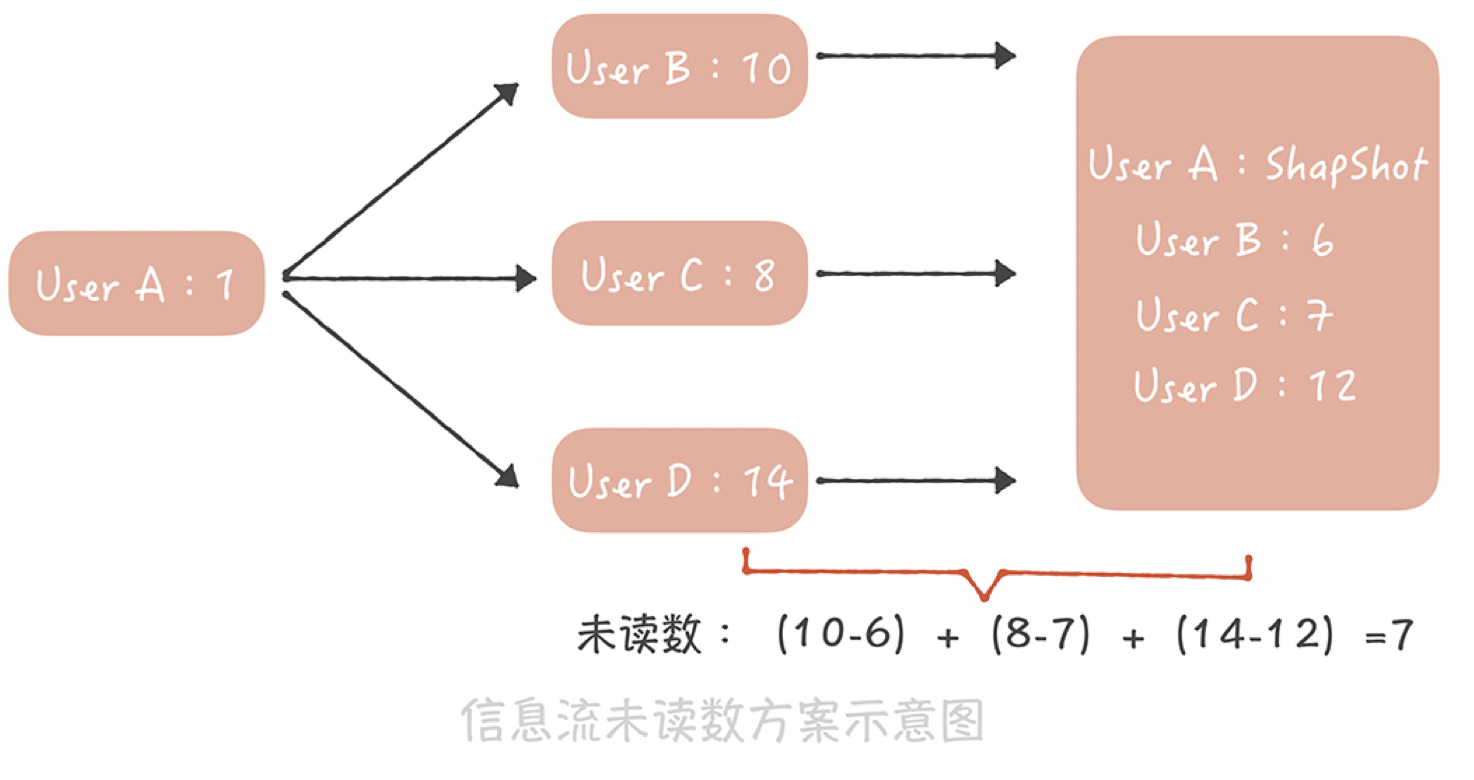 User A : 1
User B : 10
User C : 8
User D : 14
User A : ShapShot
User B : 6
User C : 7
User D : 12
未读数： (10-6) + (8-7) + (14-12) =7
信息流未读数方案示意图